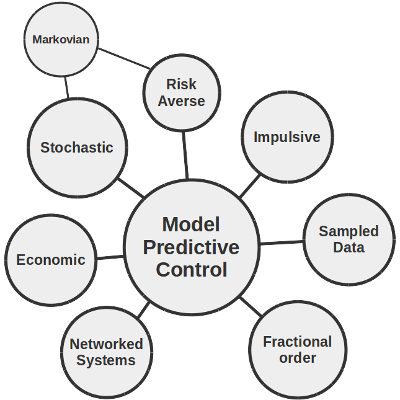 Markovian
Risk
Averse
Stochastic
Impulsive
Model
Predictive
Control
Sampled
Data
Economic
Networked
Systems
Fractional
order